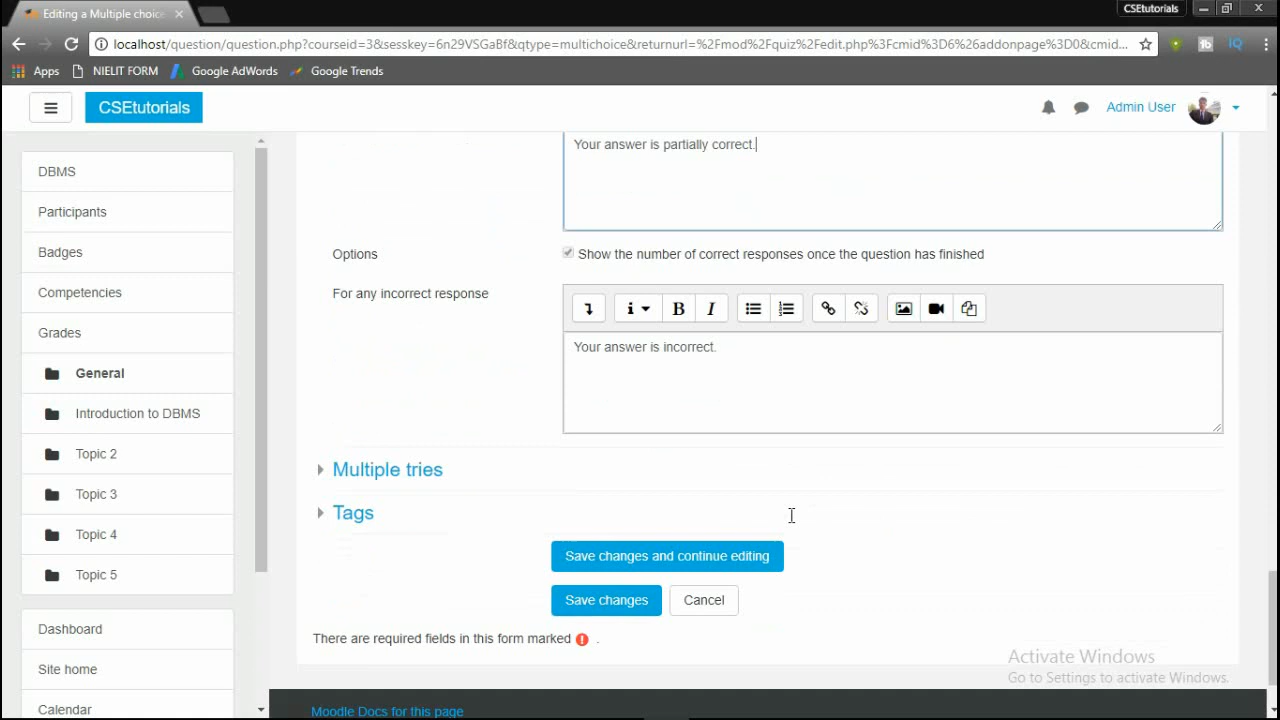 Editing a Multiple choic
CSEtutorials
localhost/question/question.php?courseid=3&sesskey=6n29VSGaBf&qtype=multichoice&returnurl=%2Fmod%2Fquiz%2Fedit.php%3Fcmid%3D6%26addonpage%3D0&cmid...
Apps NIELIT FORM Google AdWords Google Trends
CSEtutorials
Admin User
DBMS
Participants
Badges
Competencies
Grades
General
Introduction to DBMS
Topic 2
Topic 3
Topic 4
Topic 5
Dashboard
Site home
Calendar
Your answer is partially correct.
Options
Show the number of correct responses once the question has finished
For any incorrect response
i B I
Your answer is incorrect.
Multiple tries
Tags
Save changes and continue editing
Save changes Cancel
There are required fields in this form marked ! .
Activate Windows
Go to Settings to activate Windows.
Moodle Docs for this page